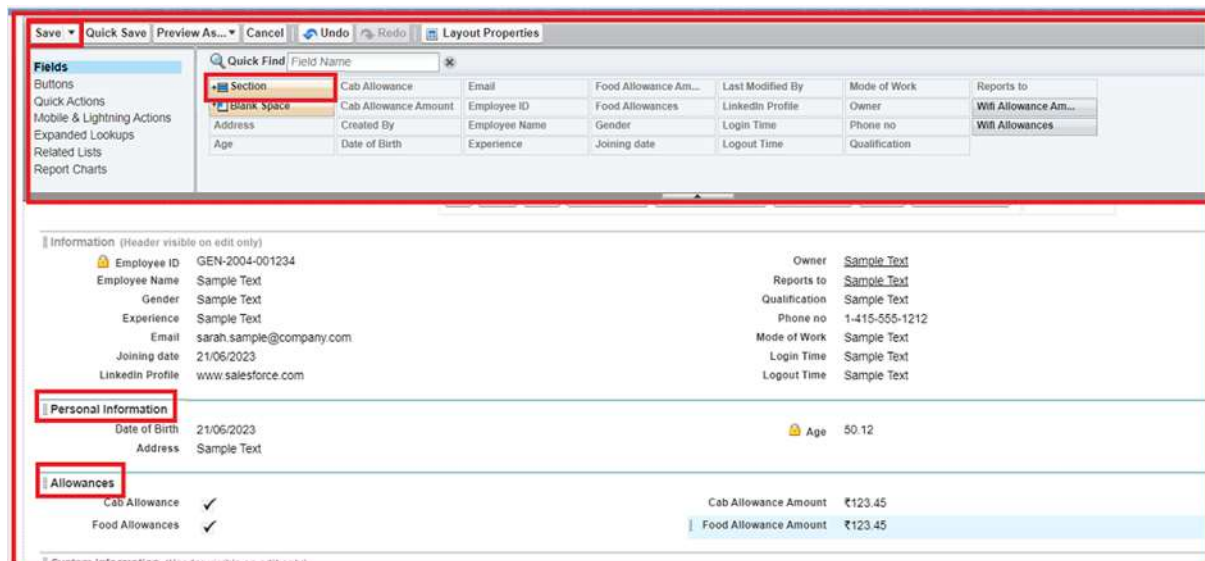 Save Quick Save Preview As... Cancel Undo Redo Layout Properties
Fields
Buttons
Quick Actions
Mobile & Lightning Actions
Expanded Lookups
Related Lists
Report Charts
Quick Find Field Name
Section Cab Allowance Email Food Allowance Am... Last Modified By Mode of Work Reports to
Blank Space Cab Allowance Amount Employee ID Food Allowances LinkedIn Profile Owner Wifi Allowance Am...
Address Created By Employee Name Gender Login Time Phone no Wifi Allowances
Age Date of Birth Experience Joining date Logout Time Qualification
Information (Header visible on edit only)
Employee ID GEN-2004-001234 Owner Sample Text
Employee Name Sample Text Reports to Sample Text
Gender Sample Text Qualification Sample Text
Experience Sample Text Phone no 1-415-555-1212
Email sarah.sample@company.com Mode of Work Sample Text
Joining date 21/06/2023 Login Time Sample Text
LinkedIn Profile www.salesforce.com Logout Time Sample Text
Personal Information
Date of Birth 21/06/2023 Age 50.12
Address Sample Text
Allowances
Cab Allowance ✓ Cab Allowance Amount ₹123.45
Food Allowances ✓ Food Allowance Amount ₹123.45